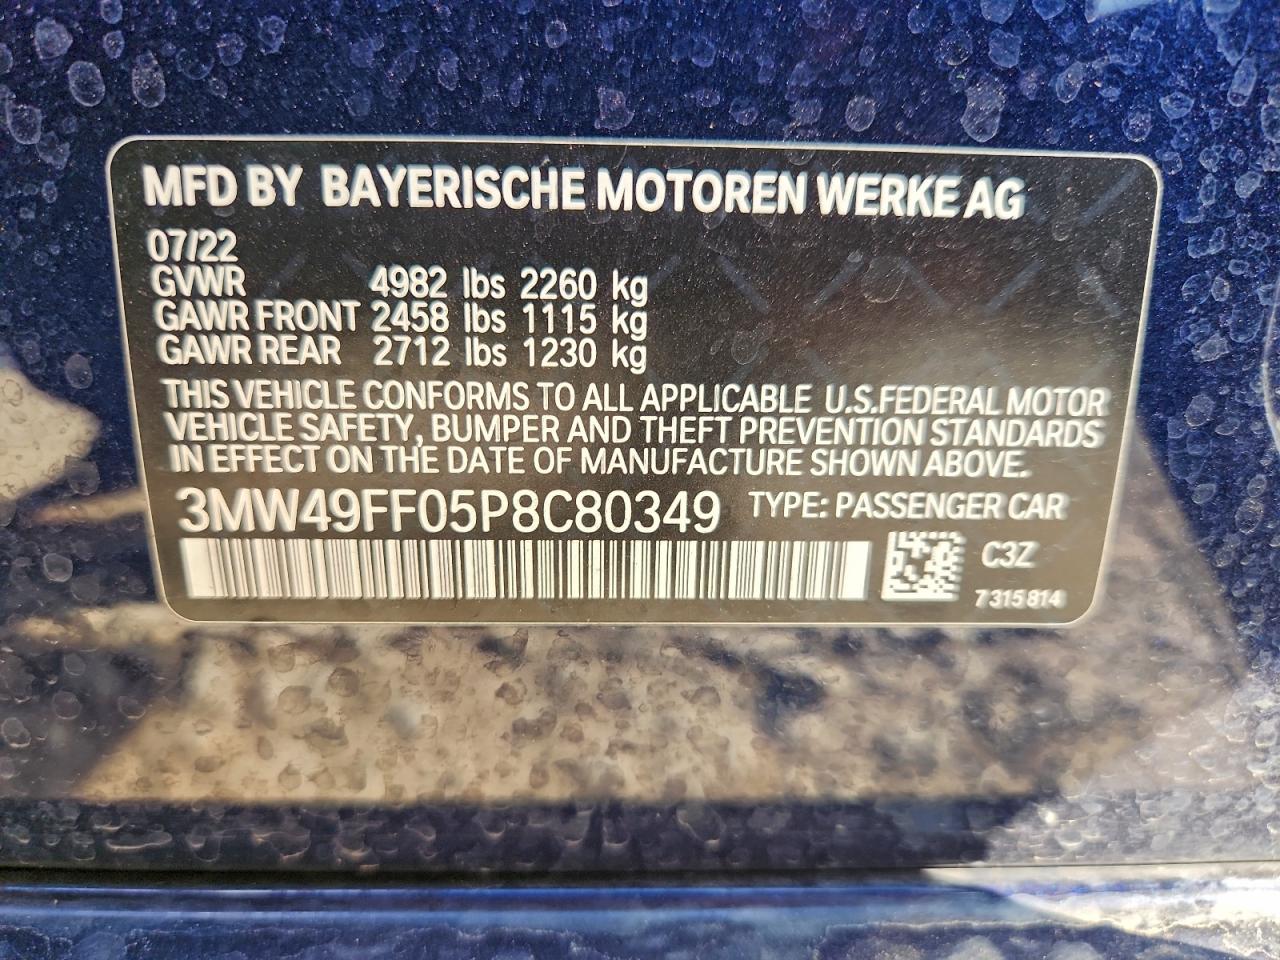 MFD BY BAYERISCHE MOTOREN WERKE AG
07/22
GVWR 4982 lbs 2260 kg
GAWR FRONT 2458 lbs 1115 kg
GAWR REAR 2712 lbs 1230 kg
THIS VEHICLE CONFORMS TO ALL APPLICABLE U.S.FEDERAL MOTOR
VEHICLE SAFETY, BUMPER AND THEFT PREVENTION STANDARDS
IN EFFECT ON THE DATE OF MANUFACTURE SHOWN ABOVE.
3MW49FF05P8C80349 TYPE: PASSENGER CAR
C3Z
7 315 814